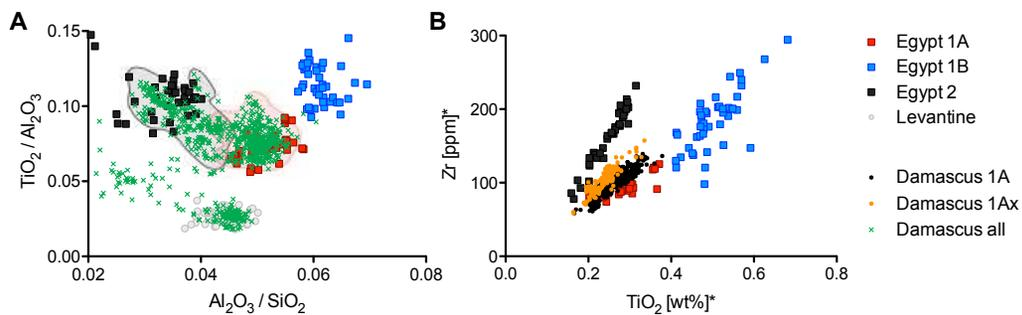 A
TiO2 / Al2O3
0.15
0.10
0.05
0.00
0.02
0.04
0.06
0.08
Al2O3 / SiO2
B
Zr [ppm]*
300
200
100
0
0.0
0.2
0.4
0.6
0.8
TiO2 [wt%]*
Egypt 1A
Egypt 1B
Egypt 2
Levantine
Damascus 1A
Damascus 1Ax
Damascus all